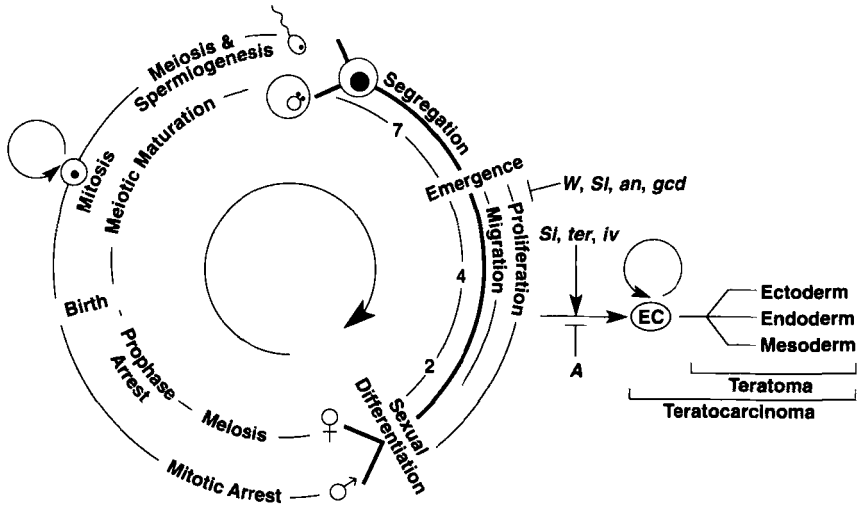 Meiosis &
Spermiogenesis
Segregation
7
Meiotic Maturation
Mitosis
Emergence
W, Sl, an, gcd
Migration
Proliferation
Sl, ter, iv
4
EC
Ectoderm
Endoderm
Mesoderm
A
Teratoma
Teratocarcinoma
Birth
Prophase
Arrest
2
Sexual
Differentiation
Meiosis
♀
Mitotic Arrest
♂